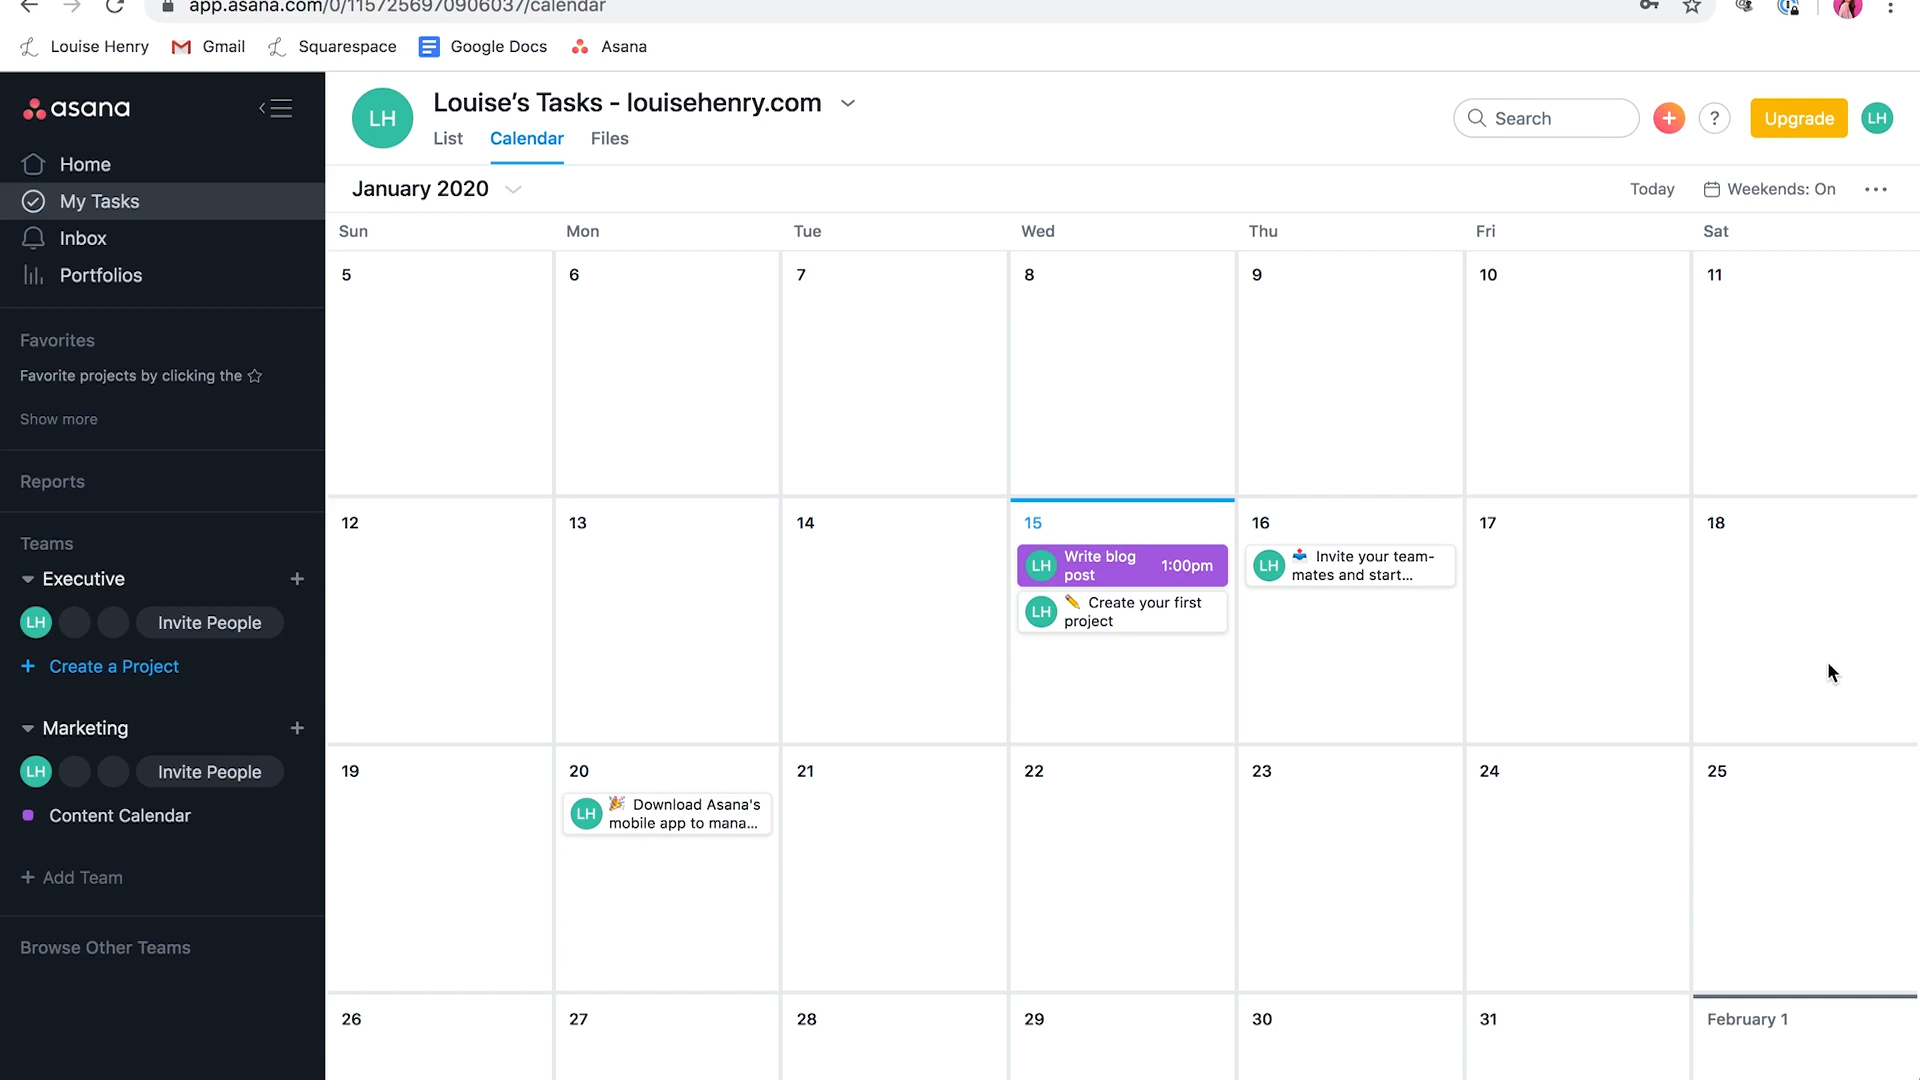 app.asana.com/0/1157256970906037/calendar
Louise Henry
Gmail
Squarespace
Google Docs
Asana
asana
Home
My Tasks
Inbox
Portfolios
Favorites
Favorite projects by clicking the
Show more
Reports
Teams
Executive
LH
Invite People
Create a Project
Marketing
LH
Invite People
Content Calendar
Add Team
Browse Other Teams
LH
Louise's Tasks - louisehenry.com
List
Calendar
Files
Search
?
Upgrade
LH
January 2020
Today
Weekends: On
Sun
Mon
Tue
Wed
Thu
Fri
Sat
5
6
7
8
9
10
11
12
13
14
15
LH
Write blog
post
1:00pm
LH
✏️ Create your first
project
16
LH
📥 Invite your team-
mates and start...
17
18
19
20
LH
🎉 Download Asana's
mobile app to mana...
21
22
23
24
25
26
27
28
29
30
31
February 1